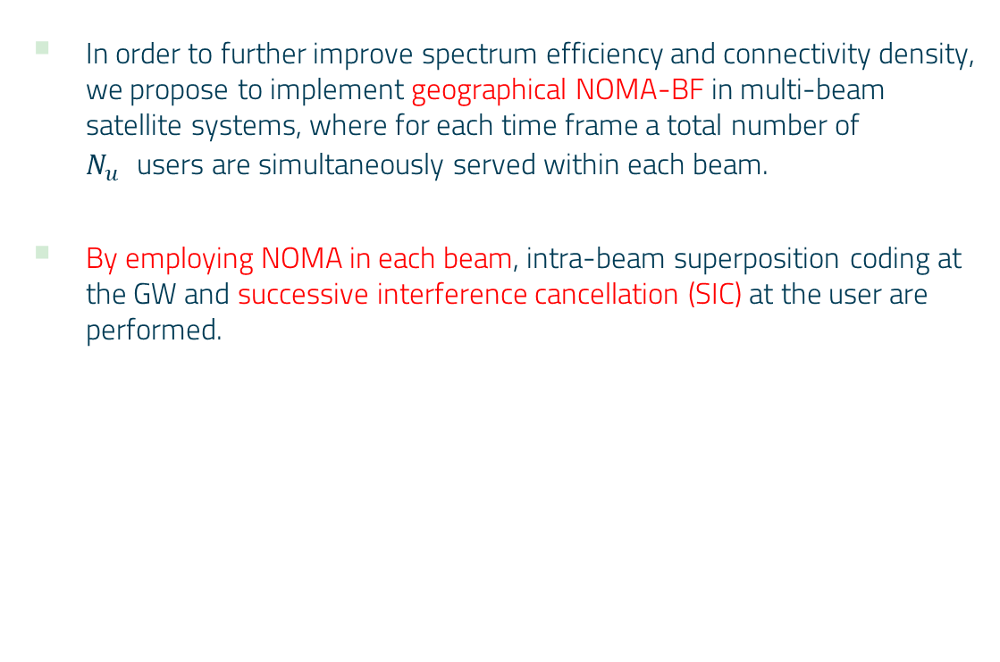 In order to further improve spectrum efficiency and connectivity density,
we propose to implement geographical NOMA-BF in multi-beam
satellite systems, where for each time frame a total number of
N_u users are simultaneously served within each beam.
By employing NOMA in each beam, intra-beam superposition coding at
the GW and successive interference cancellation (SIC) at the user are
performed.